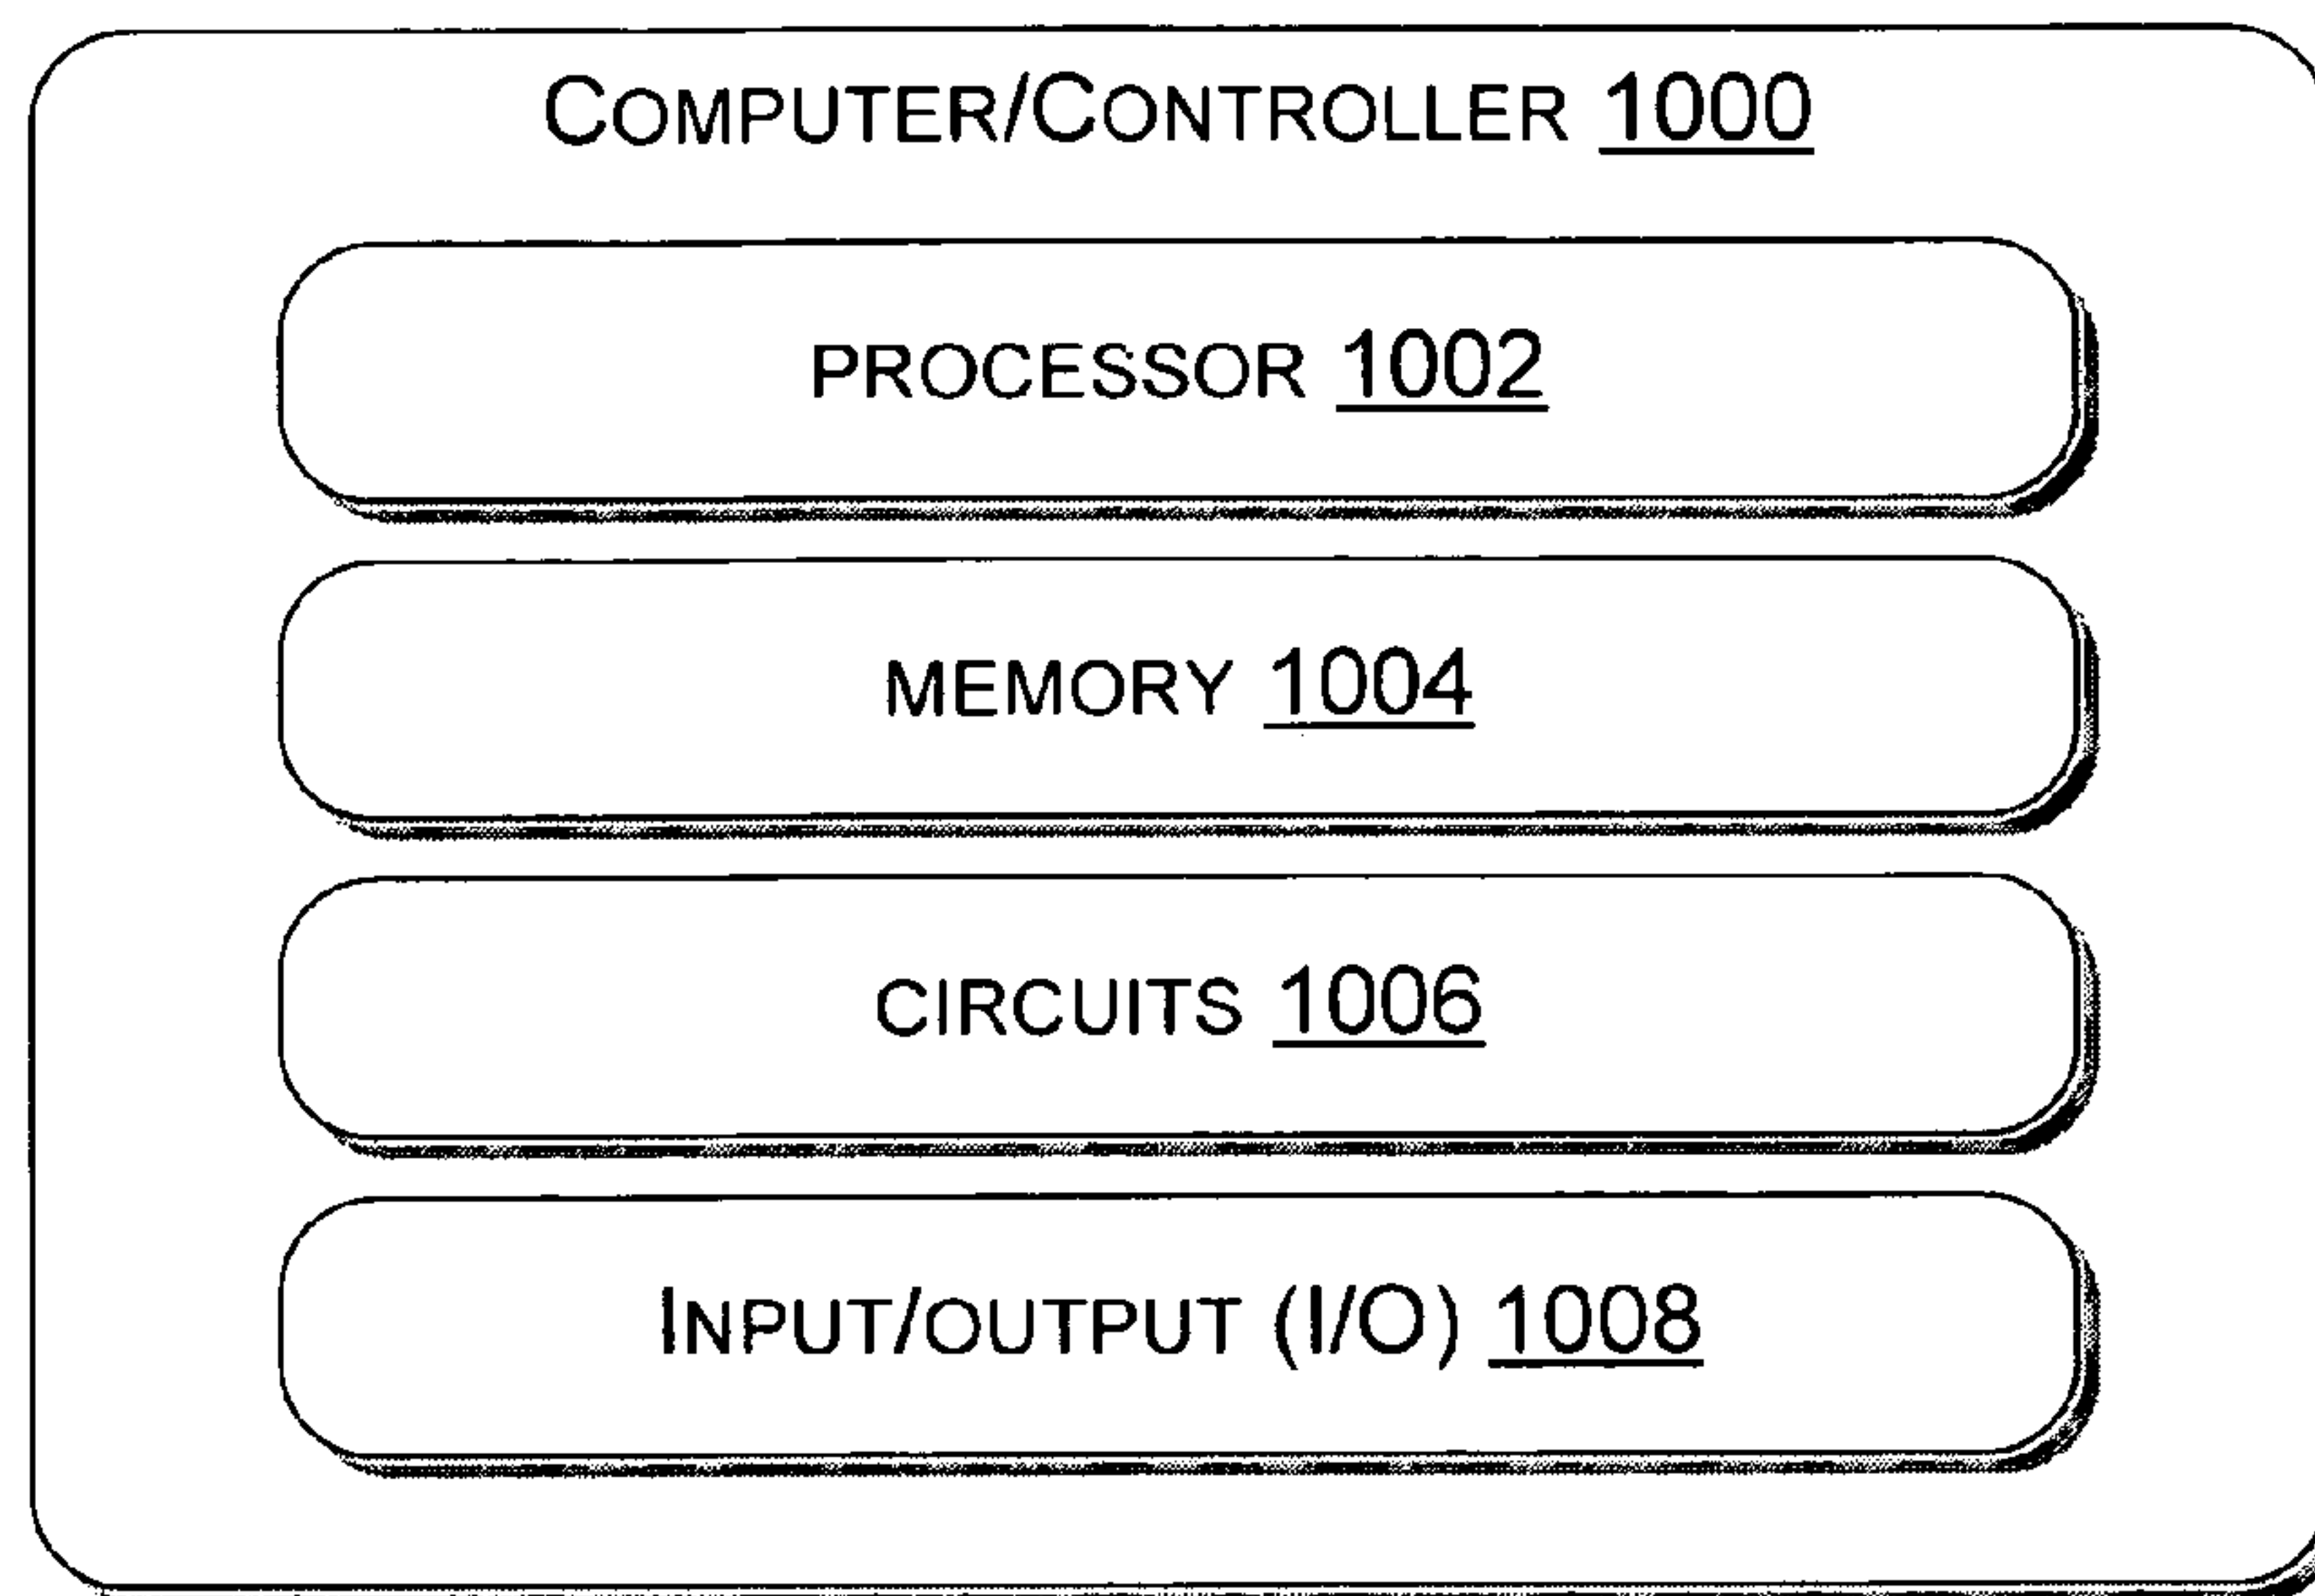 COMPUTER/CONTROLLER 1000
PROCESSOR 1002
MEMORY 1004
CIRCUITS 1006
INPUT/OUTPUT (I/O) 1008